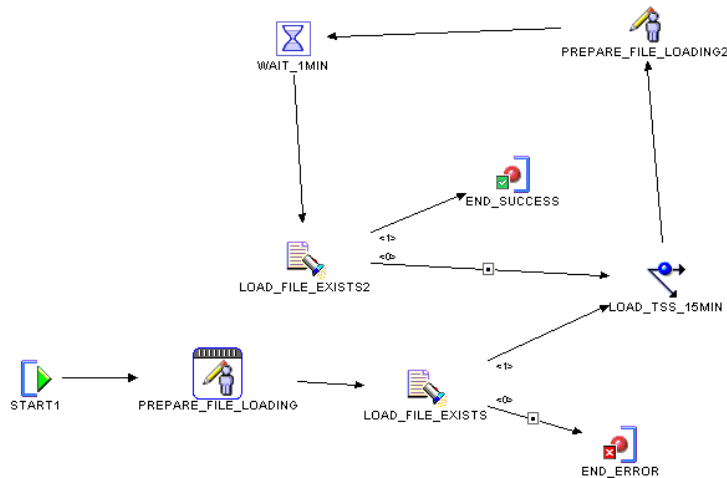 PREPARE_FILE_LOADING2
WAIT_1MIN
END_SUCCESS
<1>
<0>
LOAD_FILE_EXISTS2
LOAD_TSS_15MIN
<1>
START1
PREPARE_FILE_LOADING
<0>
LOAD_FILE_EXISTS
END_ERROR